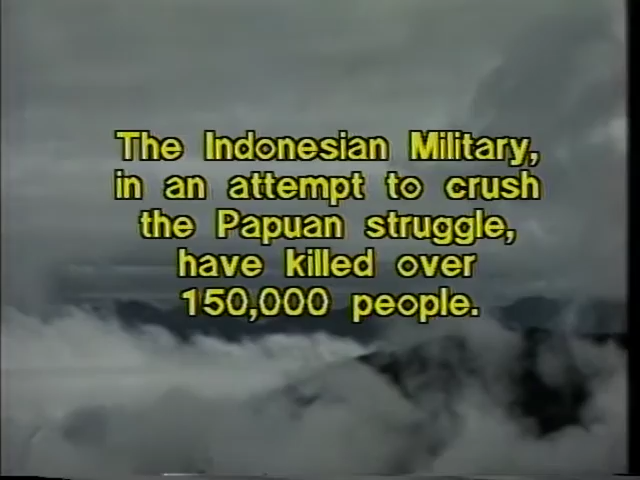 The Indonesian Military,
in an attempt to crush
the Papuan struggle,
have killed over
150,000 people.